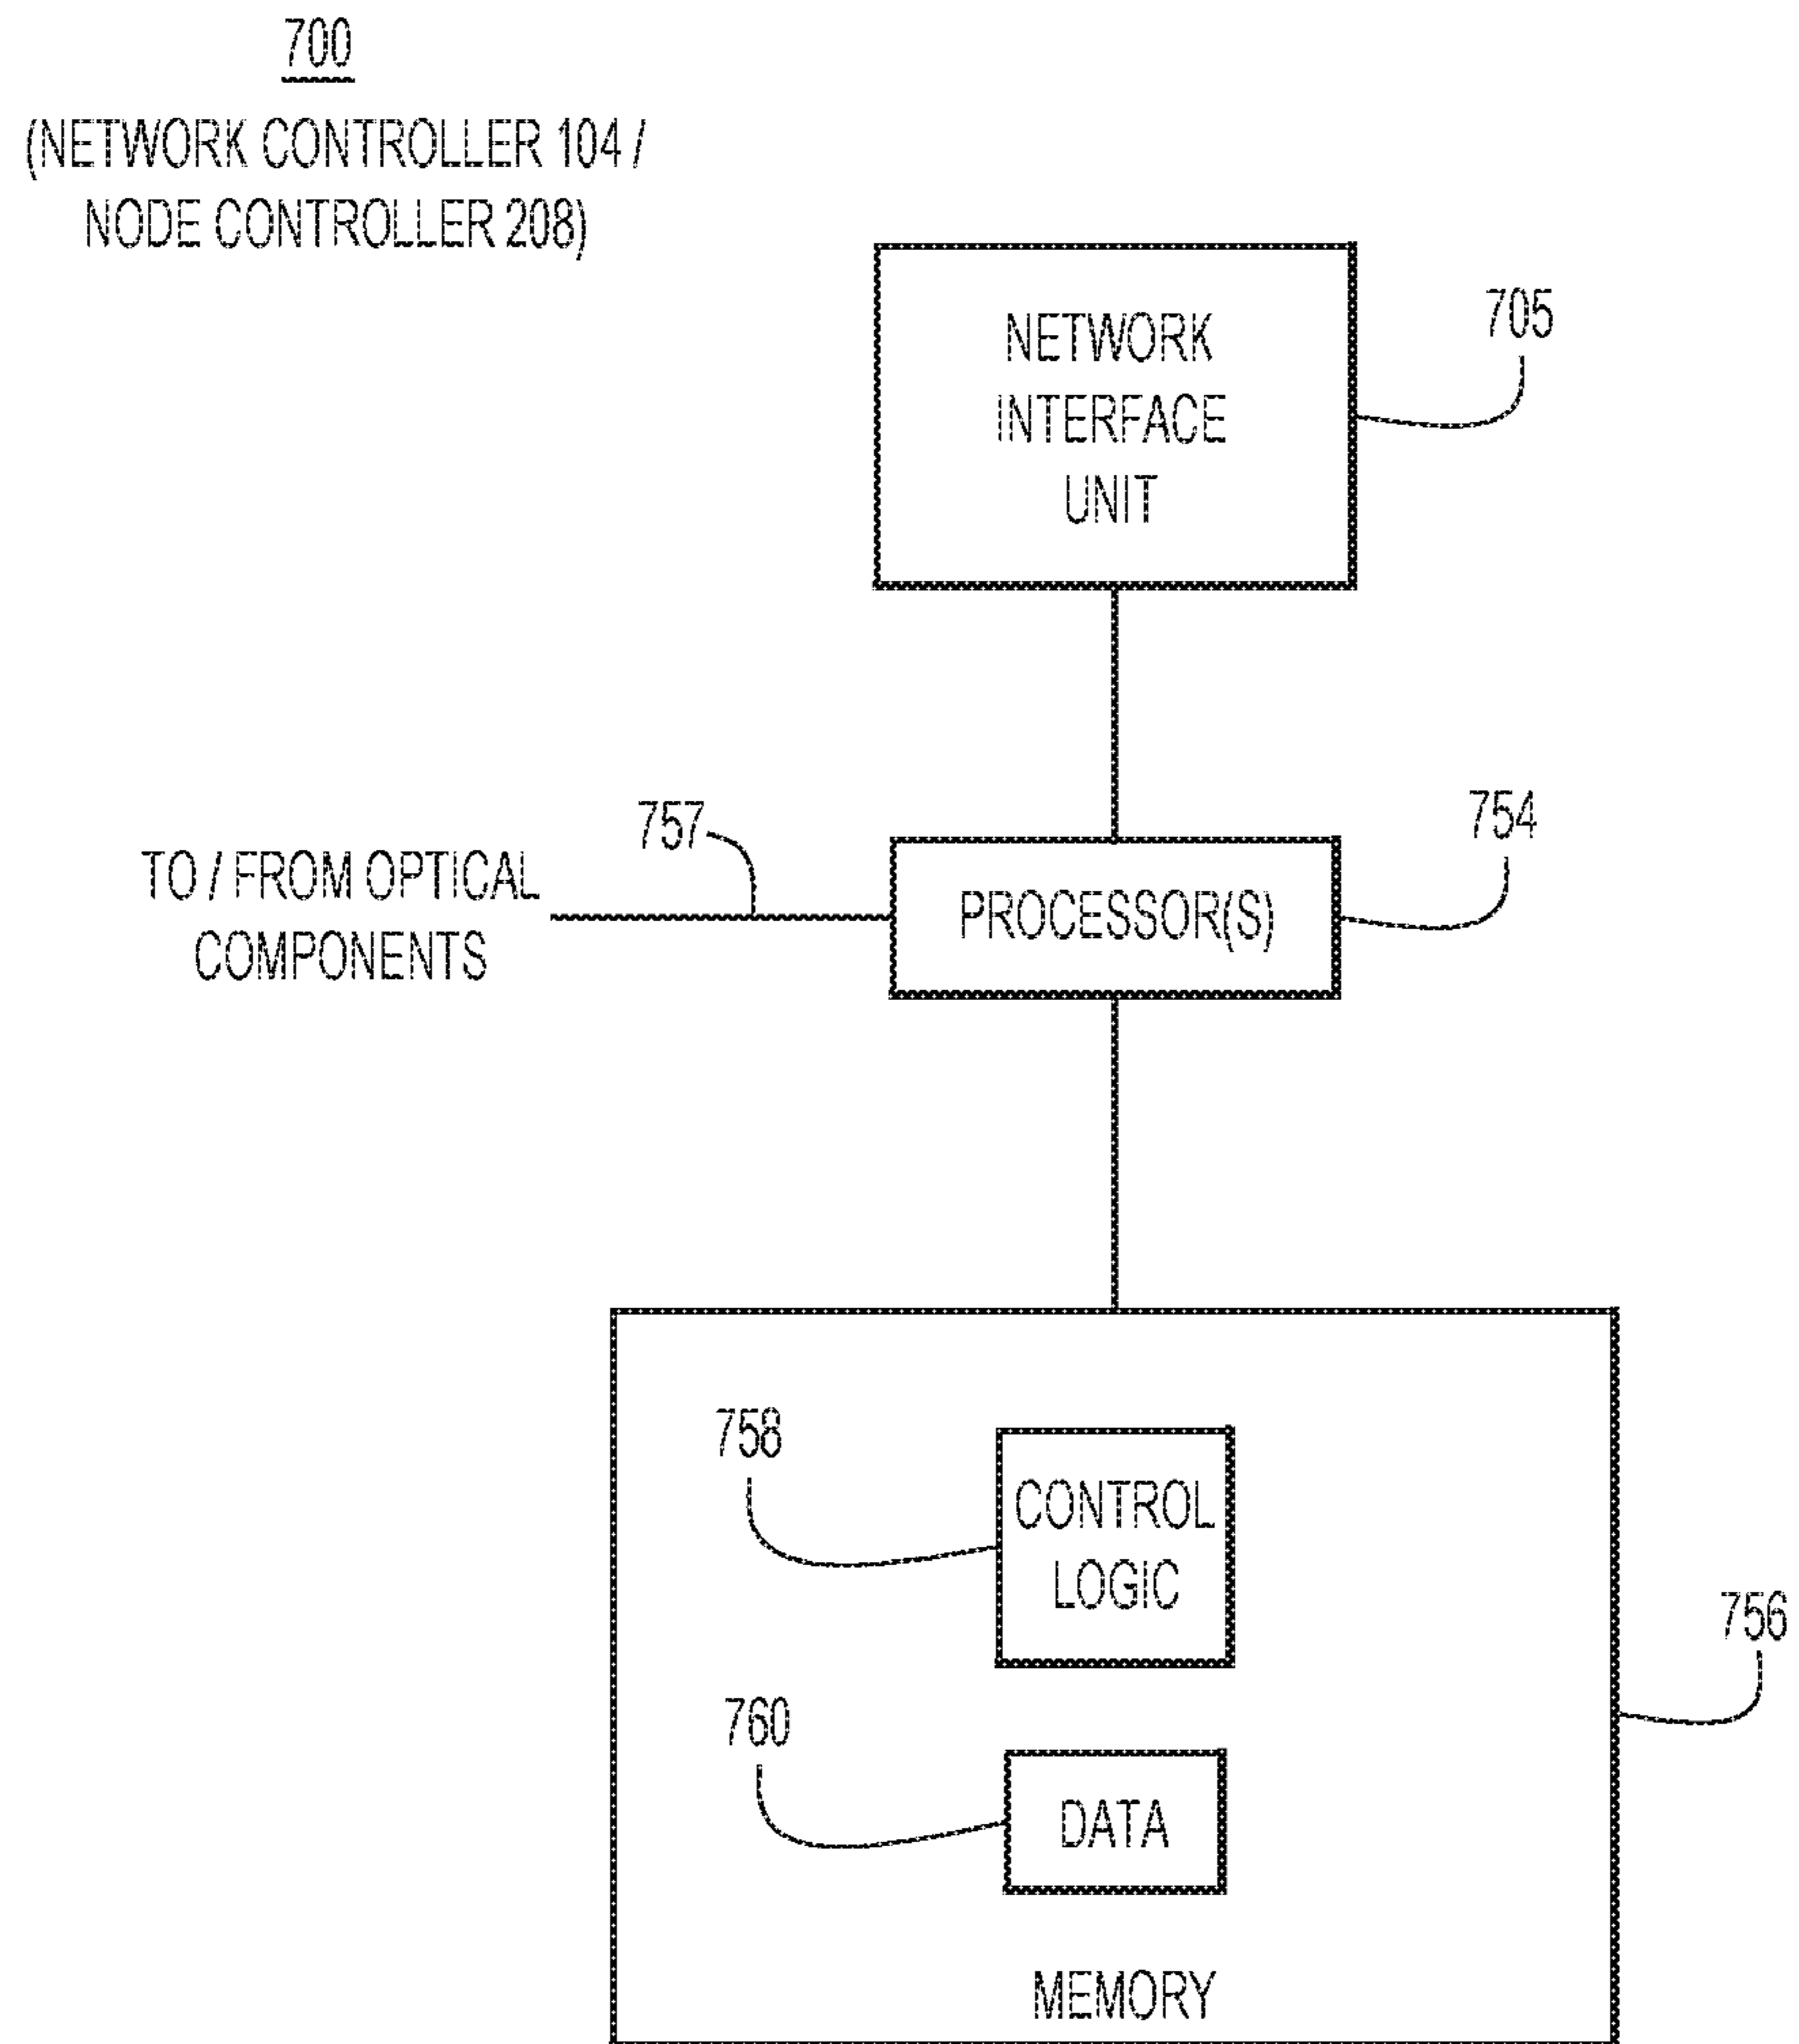 700
(NETWORK CONTROLLER 104 /
NODE CONTROLLER 208)
NETWORK
INTERFACE
UNIT
705
757
754
TO / FROM OPTICAL
COMPONENTS
PROCESSOR(S)
758
CONTROL
LOGIC
756
760
DATA
MEMORY